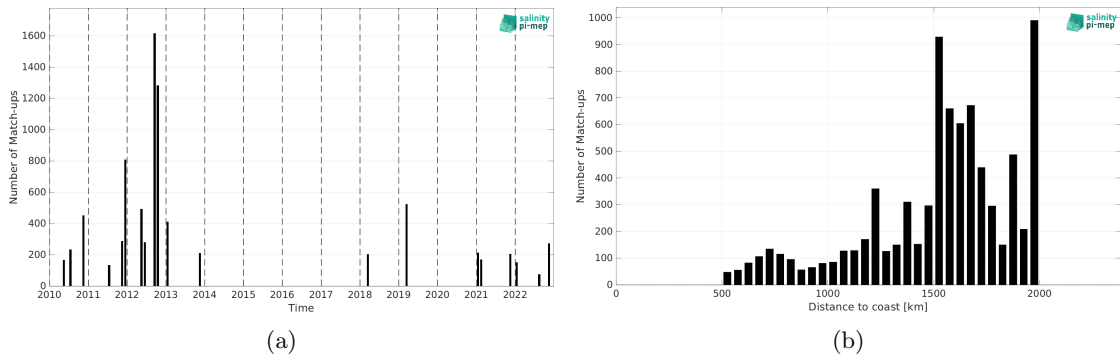 salinity
pi-mep
1600
1400
1200
1000
800
600
400
200
0
Number of Match-ups
2010 2011 2012 2013 2014 2015 2016 2017 2018 2019 2020 2021 2022
Time
(a)
salinity
pi-mep
1000
900
800
700
600
500
400
300
200
100
0
Number of Match-ups
0 500 1000 1500 2000
Distance to coast [km]
(b)